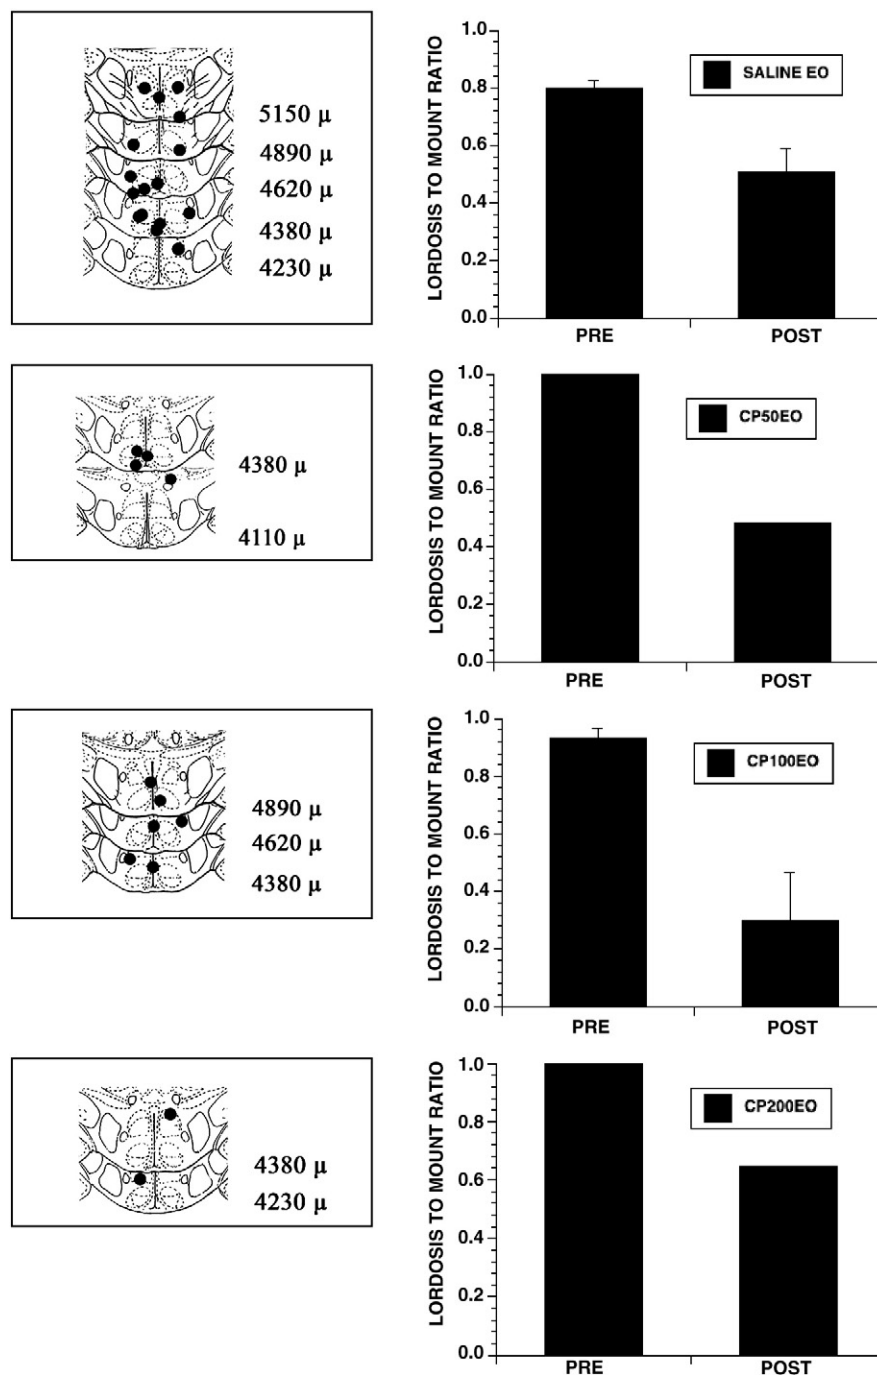 5150 μ
4890 μ
4620 μ
4380 μ
4230 μ
LORDOSIS TO MOUNT RATIO
1.0
0.8
0.6
0.4
0.2
0.0
SALINE EO
PRE
POST
4380 μ
4110 μ
LORDOSIS TO MOUNT RATIO
1.0
0.8
0.6
0.4
0.2
0.0
CP50EO
PRE
POST
4890 μ
4620 μ
4380 μ
LORDOSIS TO MOUNT RATIO
1.0
0.8
0.6
0.4
0.2
0.0
CP100EO
PRE
POST
4380 μ
4230 μ
LORDOSIS TO MOUNT RATIO
1.0
0.8
0.6
0.4
0.2
0.0
CP200EO
PRE
POST